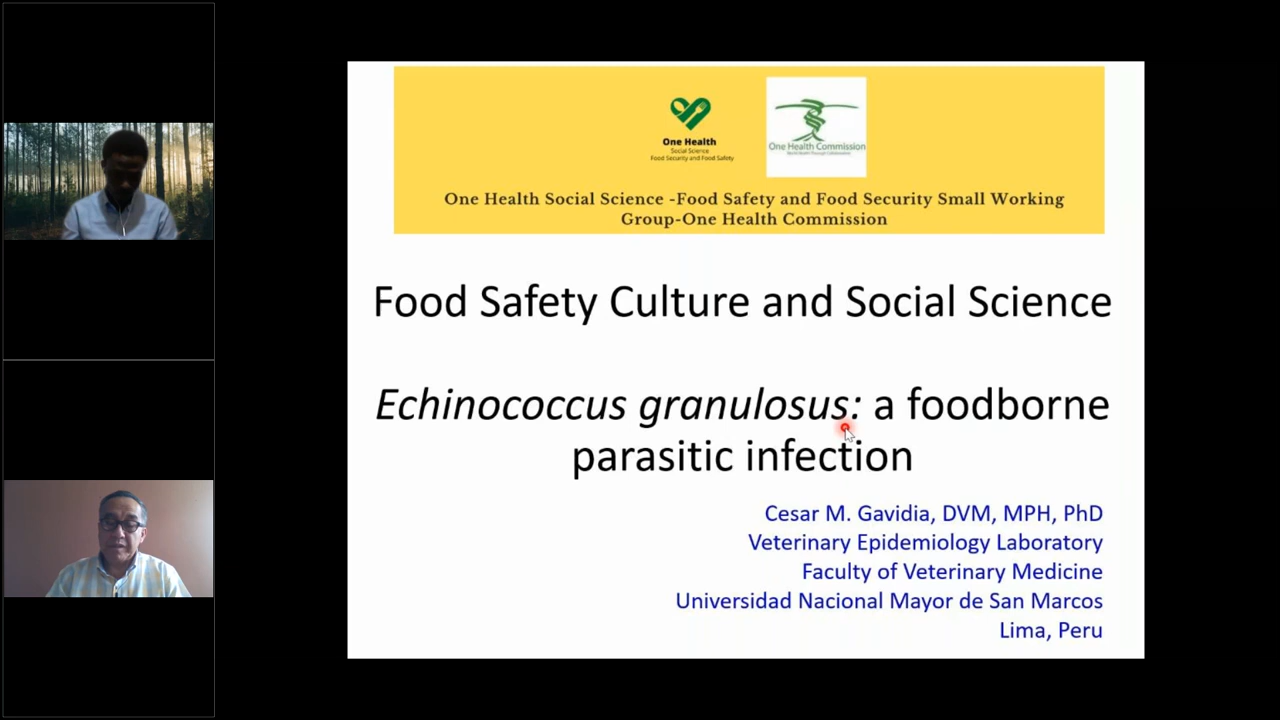 One Health
Social Science
Food Security and Food Safety
One Health Commission
One Health Social Science -Food Safety and Food Security Small Working
Group-One Health Commission
Food Safety Culture and Social Science
Echinococcus granulosus: a foodborne
parasitic infection
Cesar M. Gavidia, DVM, MPH, PhD
Veterinary Epidemiology Laboratory
Faculty of Veterinary Medicine
Universidad Nacional Mayor de San Marcos
Lima, Peru